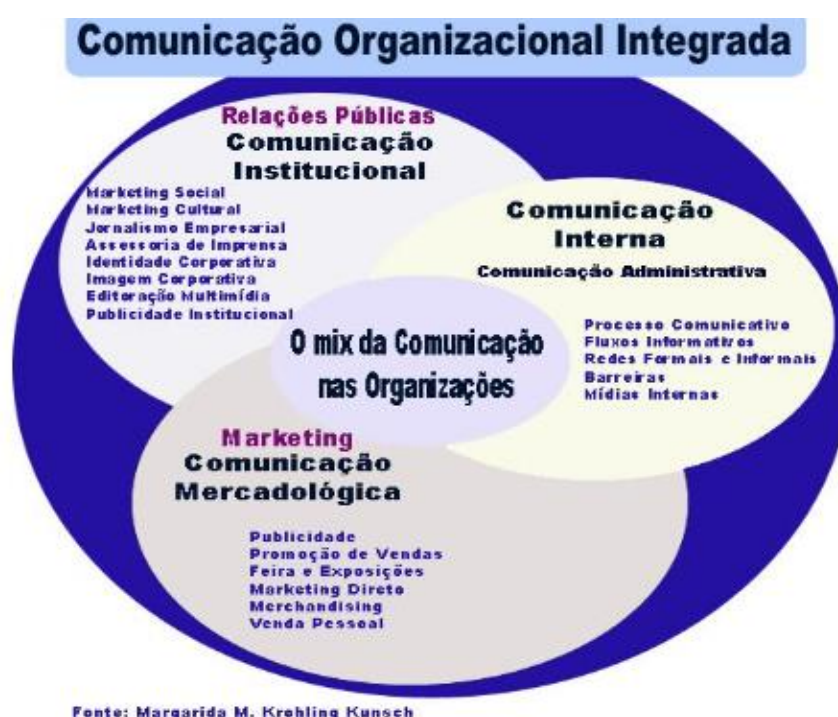 Comunicação Organizacional Integrada
Relações Públicas
Comunicação
Institucional
Marketing Social
Marketing Cultural
Jornalismo Empresarial
Assessoria de Imprensa
Identidade Corporativa
Imagem Corporativa
Editoração Multimídia
Publicidade Institucional
Comunicação
Interna
Comunicação Administrativa
Processo Comunicativo
Fluxos Informativos
Redes Formais e Informais
Barreiras
Mídias Internas
O mix da Comunicação
nas Organizações
Marketing
Comunicação
Mercadológica
Publicidade
Promoção de Vendas
Feira e Exposições
Marketing Direto
Merchandising
Venda Pessoal
Fonte: Margarida M. Krohling Kunsch